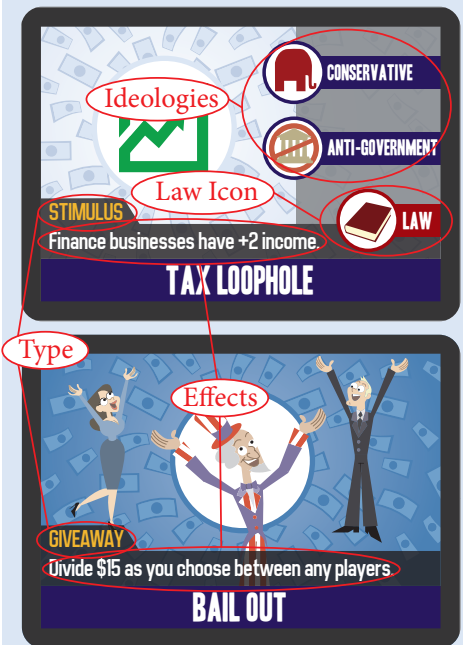 CONSERVATIVE
Ideologies
ANTI-GOVERNMENT
Law Icon
STIMULUS
LAW
Finance businesses have +2 income.
TAX LOOPHOLE
Type
Effects
GIVEAWAY
Divide $15 as you choose between any players.
BAIL OUT